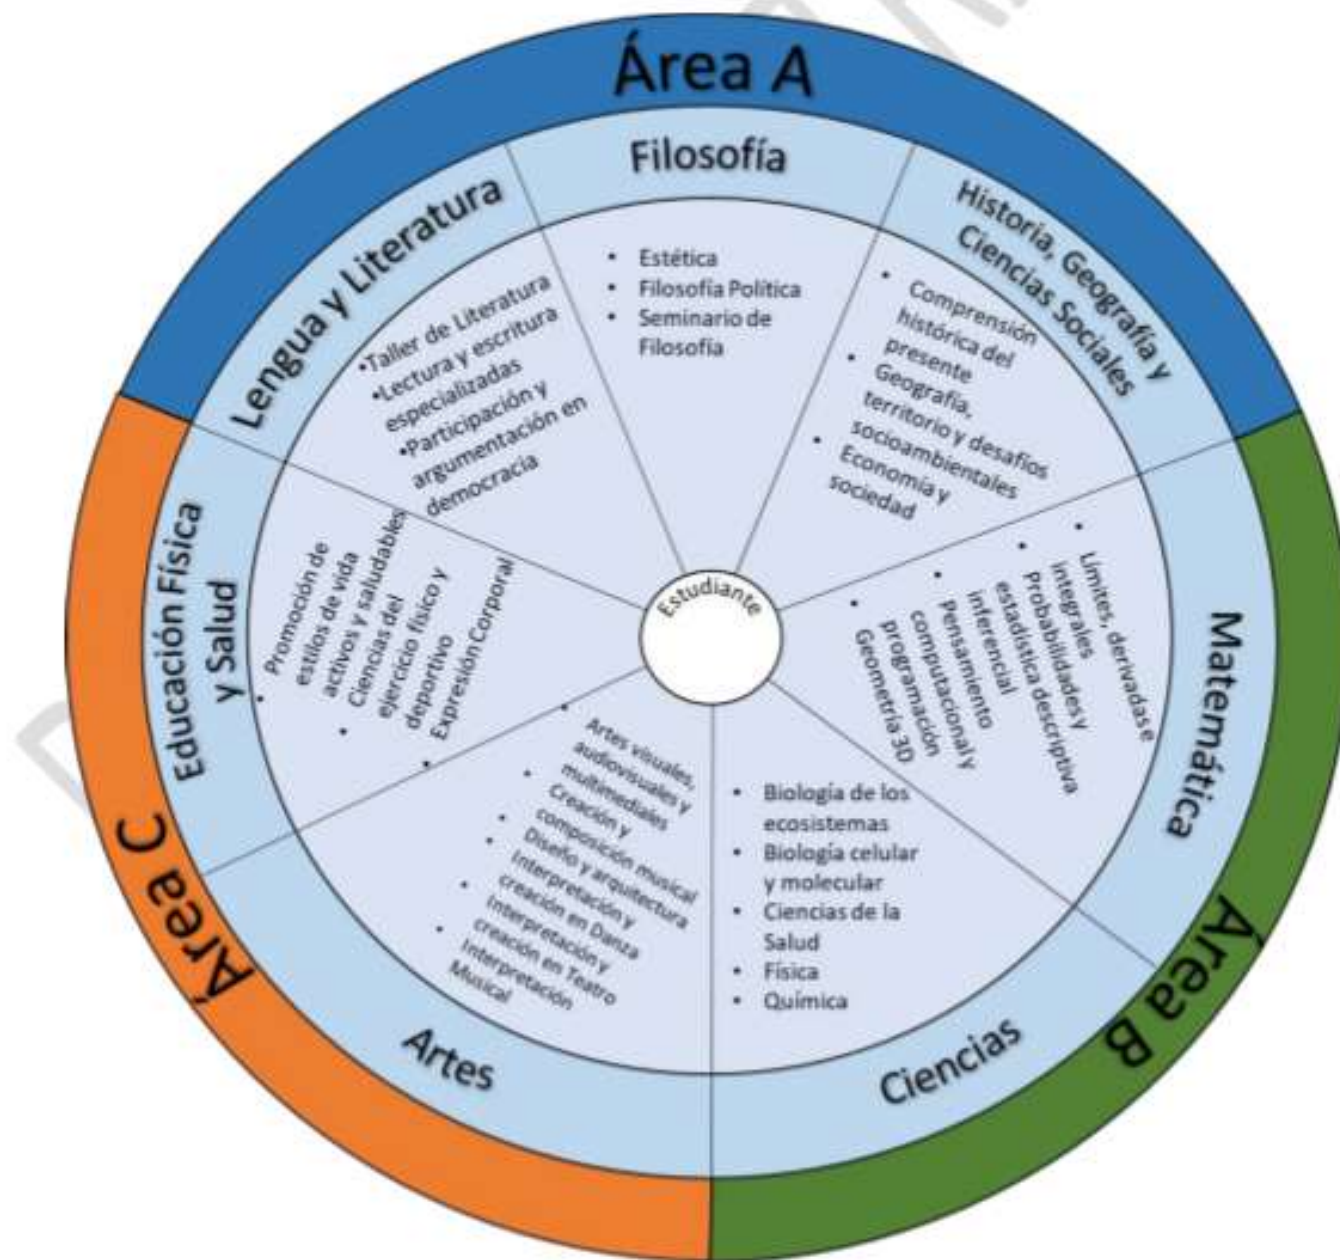 Área A
Filosofía
• Estética
• Filosofía Política
• Seminario de
Filosofía
Historia, Geografía y
Ciencias Sociales
• Comprensión
histórica del
presente
• Geografía,
territorio y desafíos
socioambientales
• Economía y
sociedad
Matemática
• Límites, derivadas e
integrales
• Probabilidades y
estadística descriptiva
inferencial
• Pensamiento
computacional y
programación
• Geometría 3D
Área B
Ciencias
• Biología de los
ecosistemas
• Biología celular
y molecular
• Ciencias de la
Salud
• Física
• Química
Artes
• Artes visuales,
audiovisuales y
multimediales
• Creación y
composición musical
• Diseño y arquitectura
• Interpretación y
creación en Danza
• Interpretación y
creación en Teatro
• Interpretación
Musical
Área C
Educación Física
y Salud
• Promoción de
estilos de vida
activos y saludables
• Ciencias del
ejercicio físico y
deportivo
• Expresión Corporal
Lengua y Literatura
•Taller de Literatura
•Lectura y escritura
especializadas
•Participación y
argumentación en
democracia
Estudiante